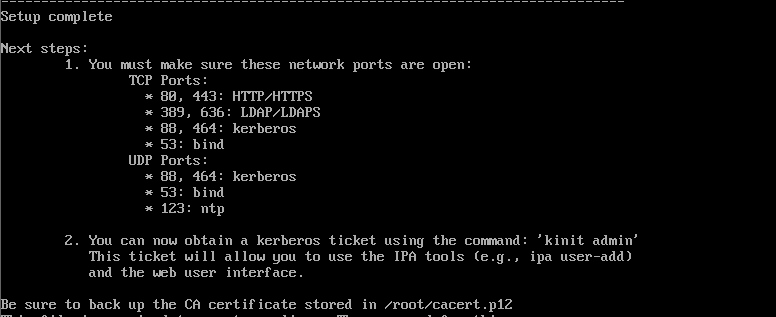 Setup complete
Next steps:
1. You must make sure these network ports are open:
TCP Ports:
* 80, 443: HTTP/HTTPS
* 389, 636: LDAP/LDAPS
* 88, 464: kerberos
* 53: bind
UDP Ports:
* 88, 464: kerberos
* 53: bind
* 123: ntp
2. You can now obtain a kerberos ticket using the command: 'kinit admin'
This ticket will allow you to use the IPA tools (e.g., ipa user-add)
and the web user interface.
Be sure to back up the CA certificate stored in /root/cacert.p12